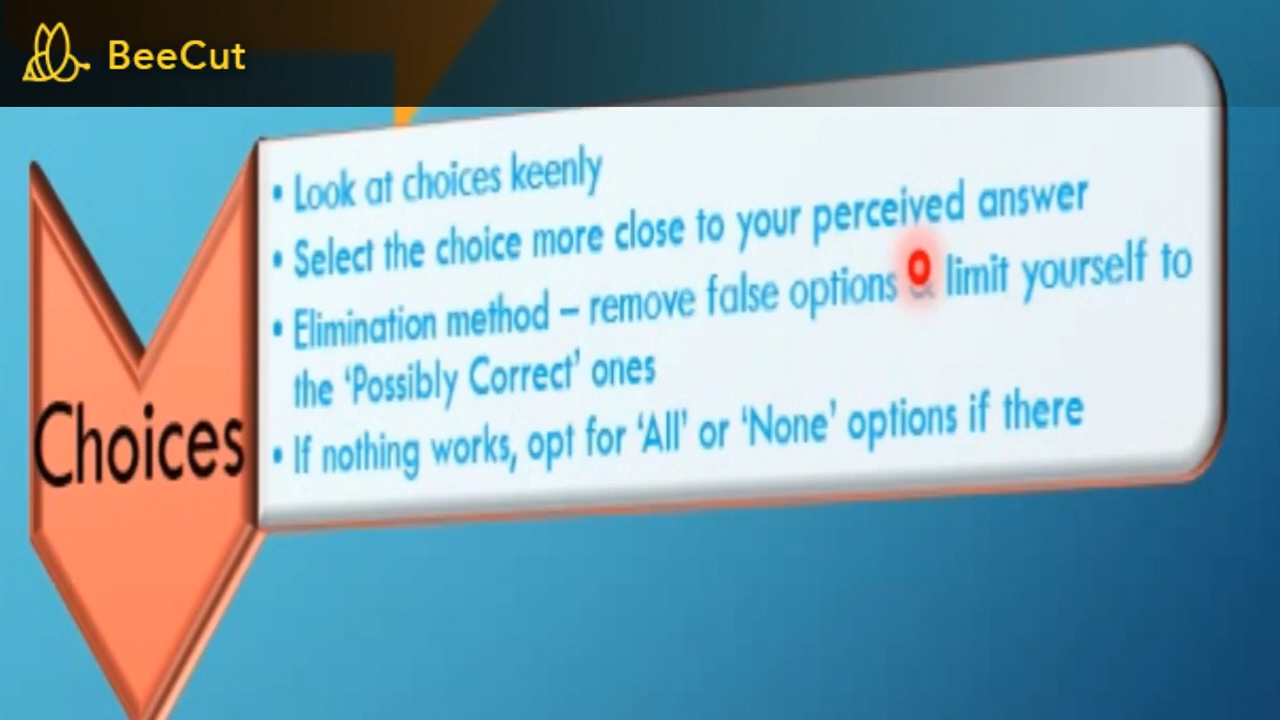 BeeCut
• Look at choices keenly
• Select the choice more close to your perceived answer
• Elimination method – remove false options & limit yourself to
the ‘Possibly Correct’ ones
• If nothing works, opt for ‘All’ or ‘None’ options if there
Choices